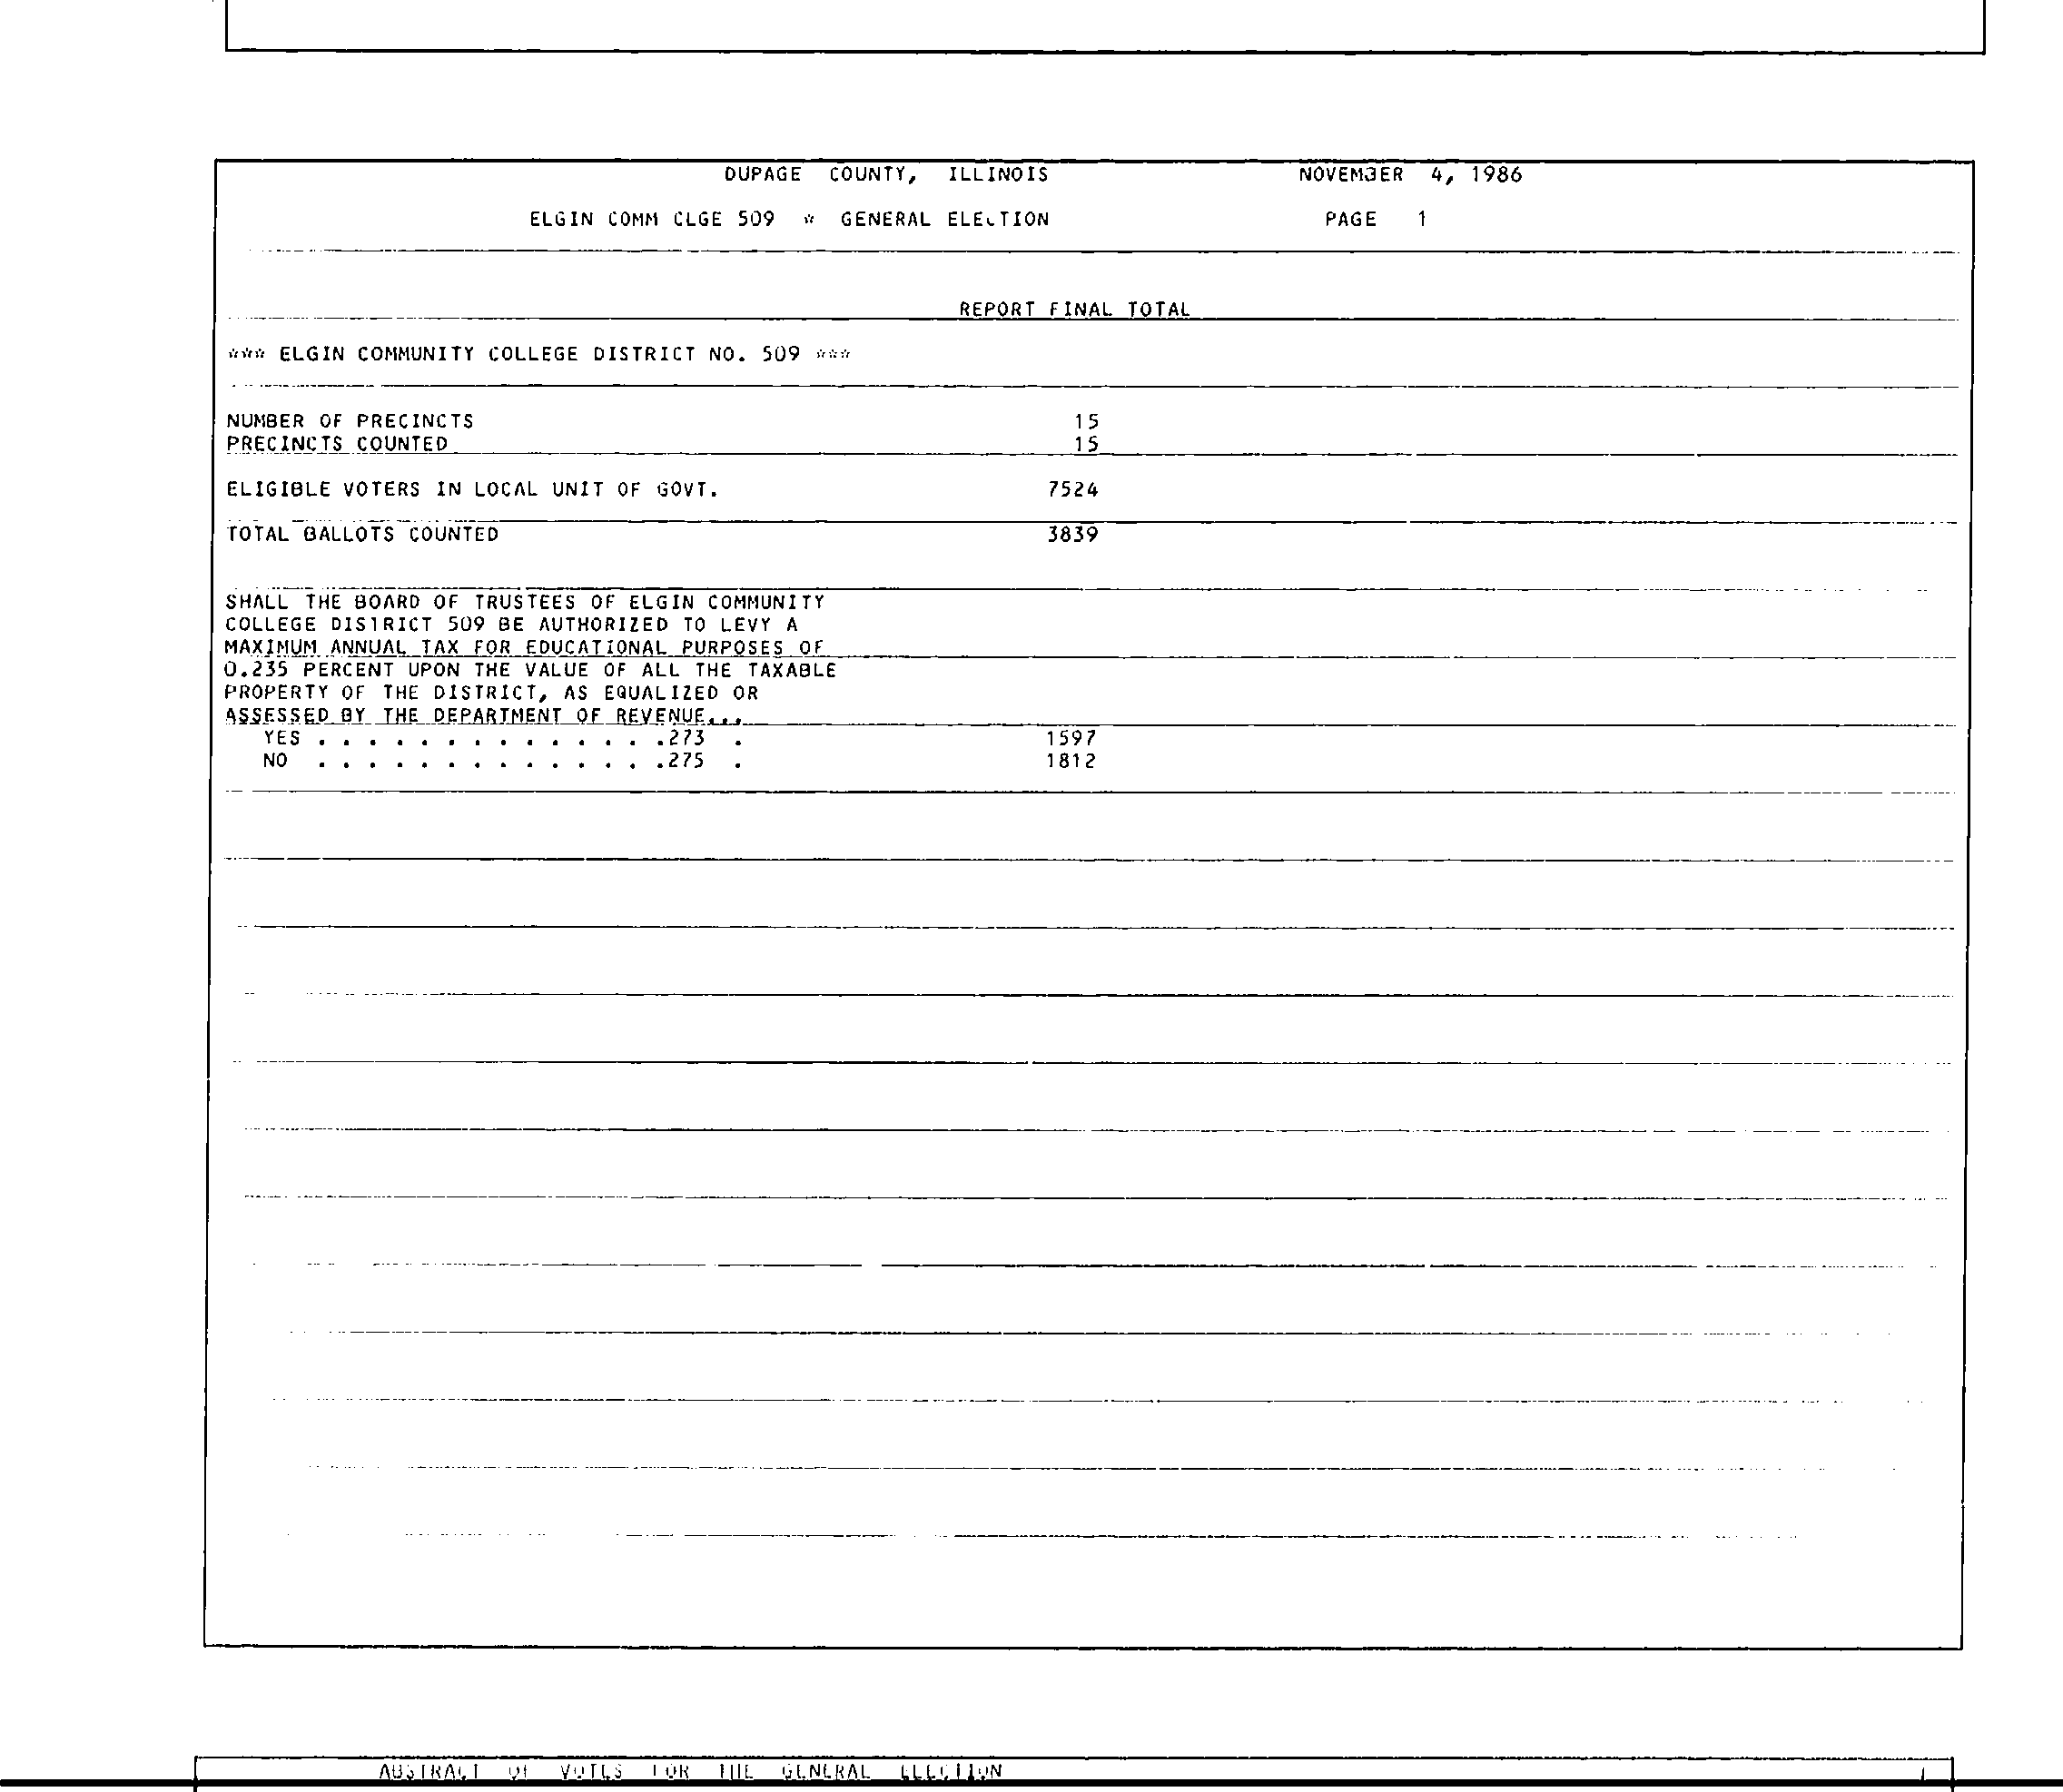 DUPAGE COUNTY, ILLINOIS NOVEMBER 4, 1986
ELGIN COMM CLGE 509 * GENERAL ELECTION PAGE 1
REPORT FINAL TOTAL
*** ELGIN COMMUNITY COLLEGE DISTRICT NO. 509 ***
NUMBER OF PRECINCTS 15
PRECINCTS COUNTED 15
ELIGIBLE VOTERS IN LOCAL UNIT OF GOVT. 7524
TOTAL BALLOTS COUNTED 3839
SHALL THE BOARD OF TRUSTEES OF ELGIN COMMUNITY
COLLEGE DISTRICT 509 BE AUTHORIZED TO LEVY A
MAXIMUM ANNUAL TAX FOR EDUCATIONAL PURPOSES OF
0.235 PERCENT UPON THE VALUE OF ALL THE TAXABLE
PROPERTY OF THE DISTRICT, AS EQUALIZED OR
ASSESSED BY THE DEPARTMENT OF REVENUE...
YES . . . . . . . . . . . . . .273 . 1597
NO . . . . . . . . . . . . . .275 . 1812
ABSTRACT OF VOTES FOR THE GENERAL ELECTION